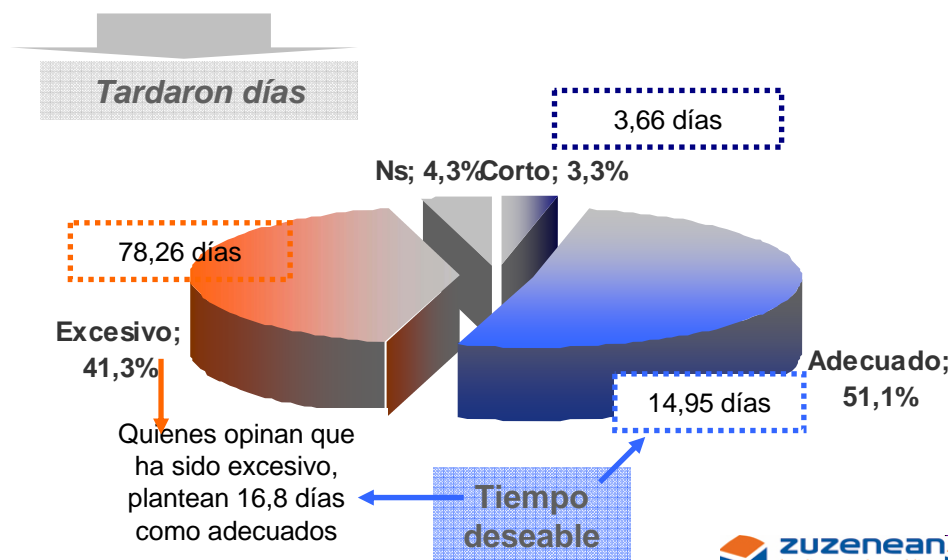 Tardaron días
3,66 días
Ns; 4,3%
Corto; 3,3%
78,26 días
Excesivo;
41,3%
Adecuado;
51,1%
14,95 días
Quienes opinan que
ha sido excesivo,
plantean 16,8 días
como adecuados
Tiempo
deseable
zuzenean